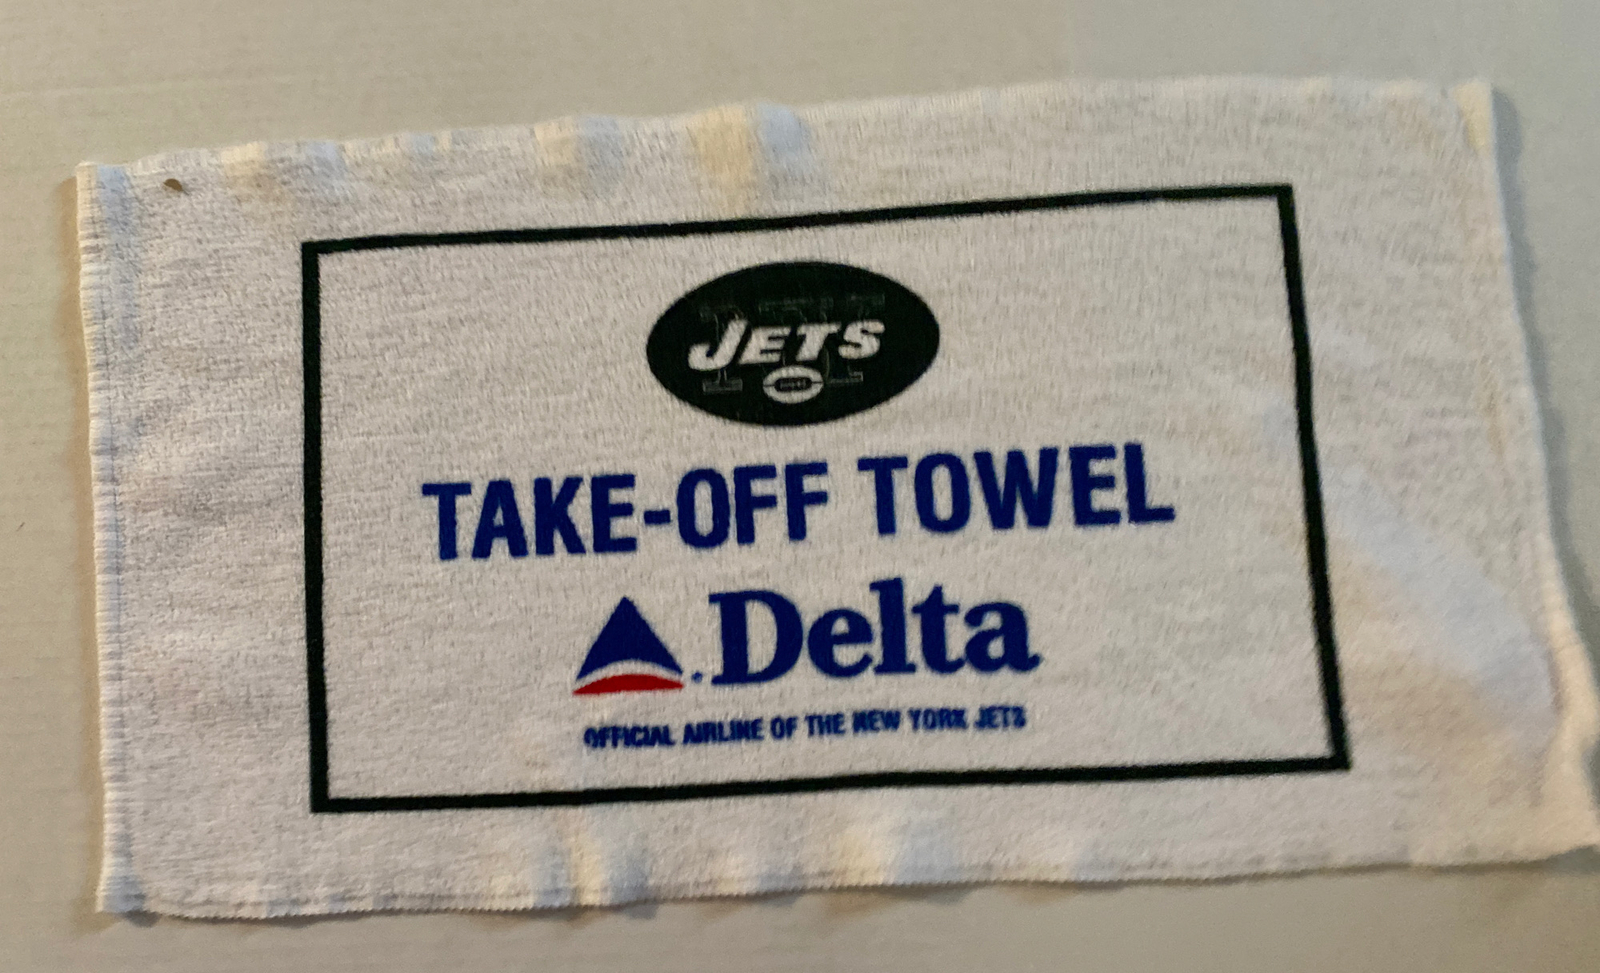 JETS
TAKE-OFF TOWEL
Delta
OFFICIAL AIRLINE OF THE NEW YORK JETS